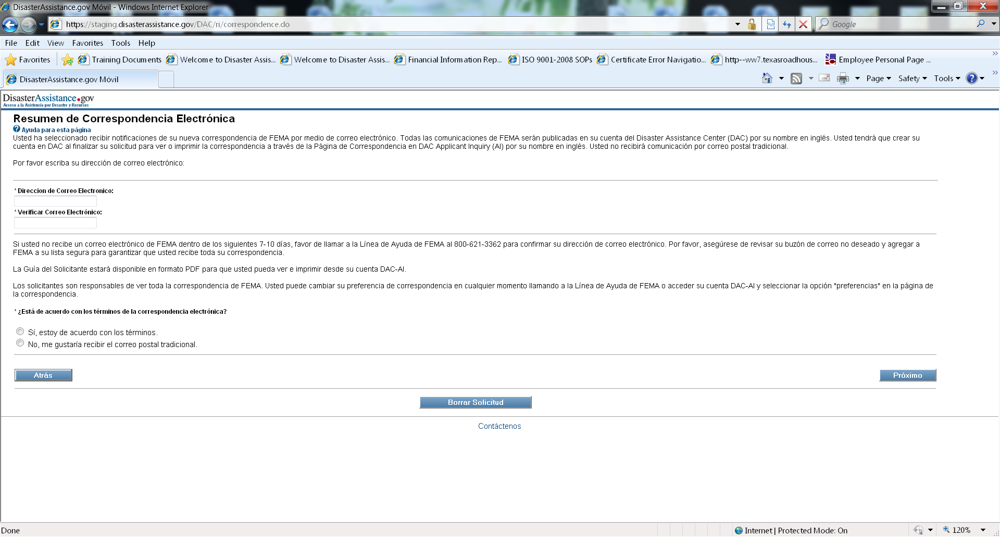 DisasterAssistance.gov Móvil - Windows Internet Explorer
https://staging.disasterassistance.gov/DAC/ri/correspondence.do
Google
File Edit View Favorites Tools Help
Favorites Training Documents Welcome to Disaster Assis... Welcome to Disaster Assis... Financial Information Rep... ISO 9001-2008 SOPs Certificate Error Navigatio... http--ww7.texasroadhous... Employee Personal Page ...
DisasterAssistance.gov Móvil
Page Safety Tools
DisasterAssistance.gov
Acceso a la Asistencia por Desastre y Recursos
Resumen de Correspondencia Electrónica
Ayuda para esta página
Usted ha seleccionado recibir notificaciones de su nueva correspondencia de FEMA por medio de correo electrónico. Todas las comunicaciones de FEMA serán publicadas en su cuenta del Disaster Assistance Center (DAC) por su nombre en inglés. Usted tendrá que crear su
cuenta en DAC al finalizar su solicitud para ver o imprimir la correspondencia a través de la Página de Correspondencia en DAC Applicant Inquiry (AI) por su nombre en inglés. Usted no recibirá comunicación por correo postal tradicional.
Por favor escriba su dirección de correo electrónico:
* Direccion de Correo Electronico:
* Verificar Correo Electrónico:
Si usted no recibe un correo electrónico de FEMA dentro de los siguientes 7-10 días, favor de llamar a la Línea de Ayuda de FEMA al 800-621-3362 para confirmar su dirección de correo electrónico. Por favor, asegúrese de revisar su buzón de correo no deseado y agregar a
FEMA a su lista segura para garantizar que usted recibe toda su correspondencia.
La Guía del Solicitante estará disponible en formato PDF para que usted pueda ver e imprimir desde su cuenta DAC-AI.
Los solicitantes son responsables de ver toda la correspondencia de FEMA. Usted puede cambiar su preferencia de correspondencia en cualquier momento llamando a la Línea de Ayuda de FEMA o acceder su cuenta DAC-AI y seleccionar la opción "preferencias" en la página de
la correspondencia.
* ¿Está de acuerdo con los términos de la correspondencia electrónica?
Sí, estoy de acuerdo con los términos.
No, me gustaría recibir el correo postal tradicional.
Atrás Próximo
Borrar Solicitud
Contáctenos
Done Internet | Protected Mode: On 120%